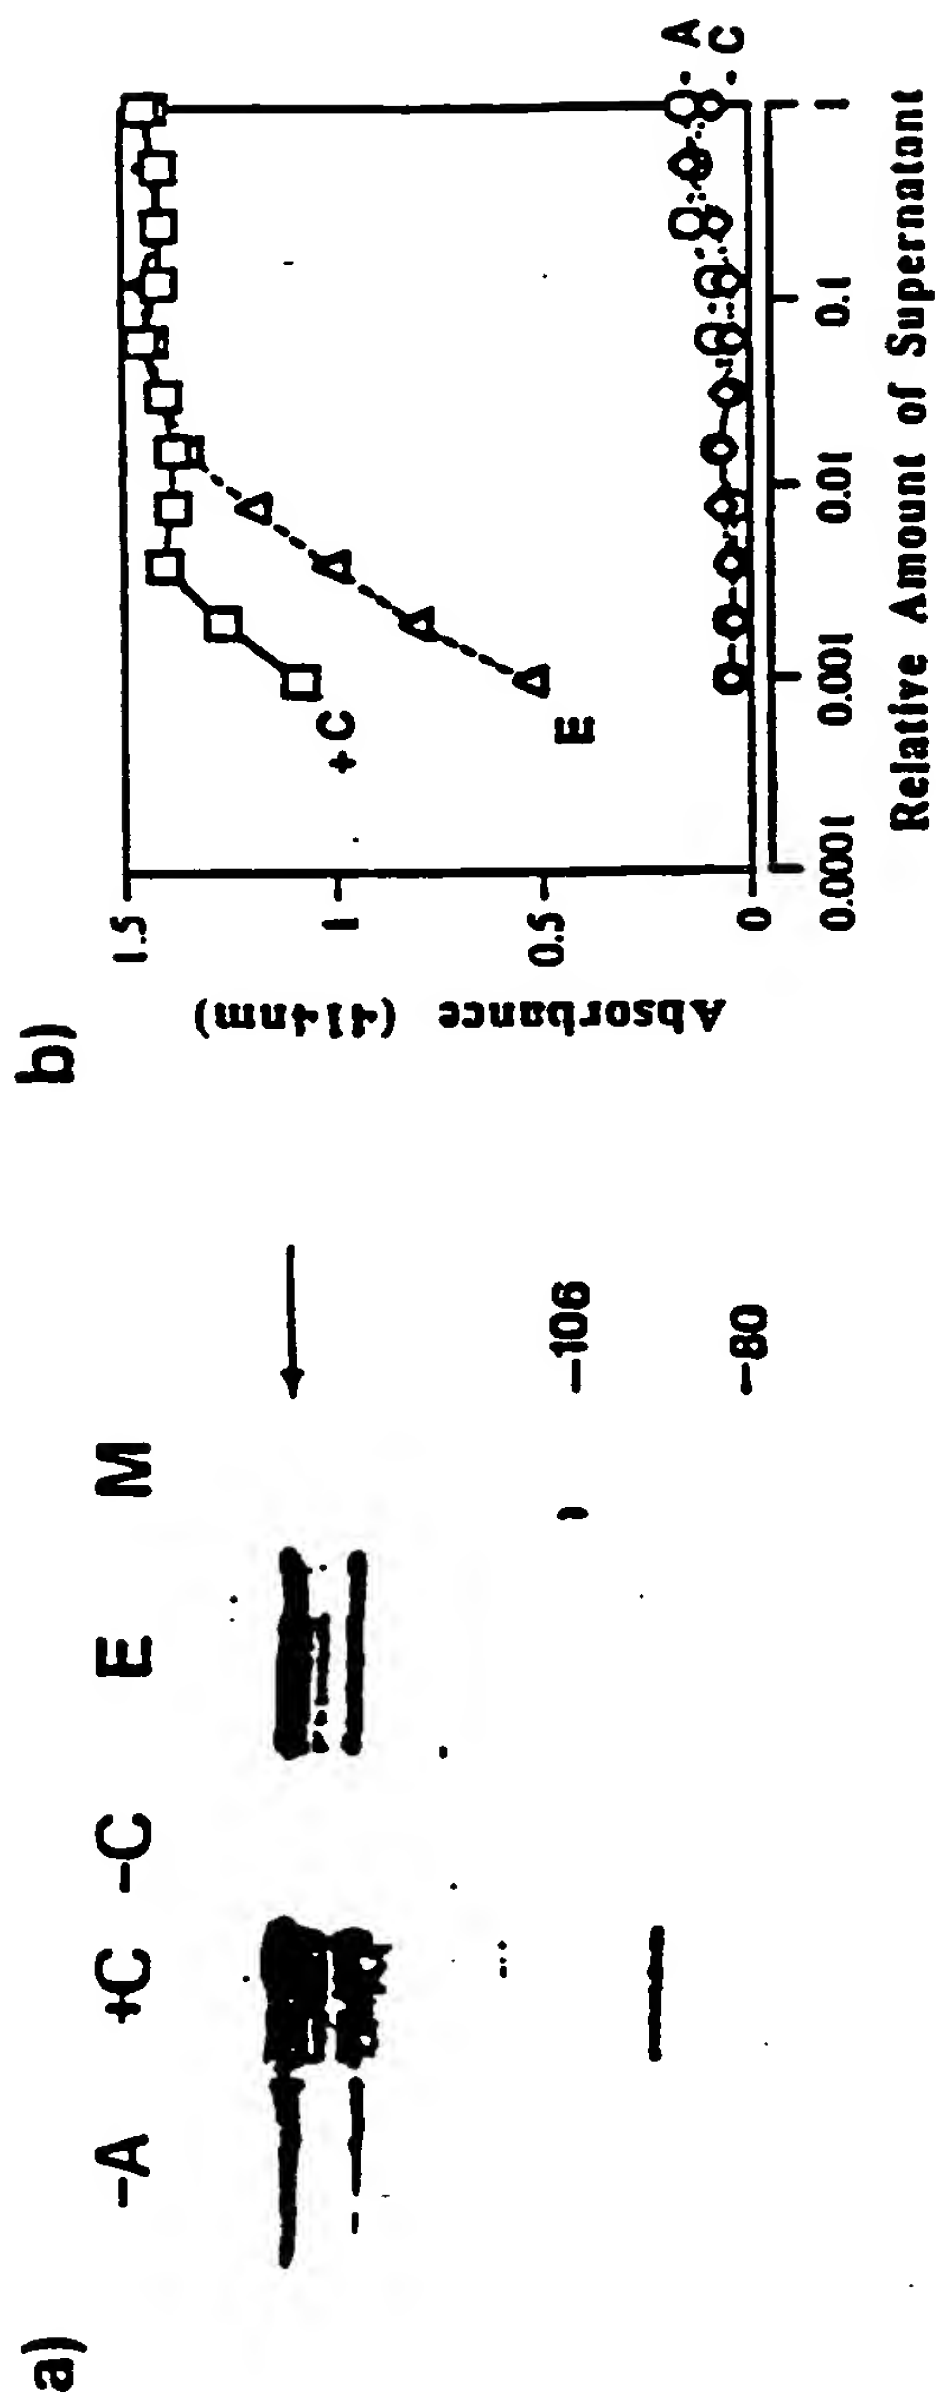 a)
-A +C -C E M
-106
-80
b)
Absorbance (414nm)
1.5
1
0.5
0
+C
E
- A
- C
0.0001 0.001 0.01 0.1 1
Relative Amount of Supernatant